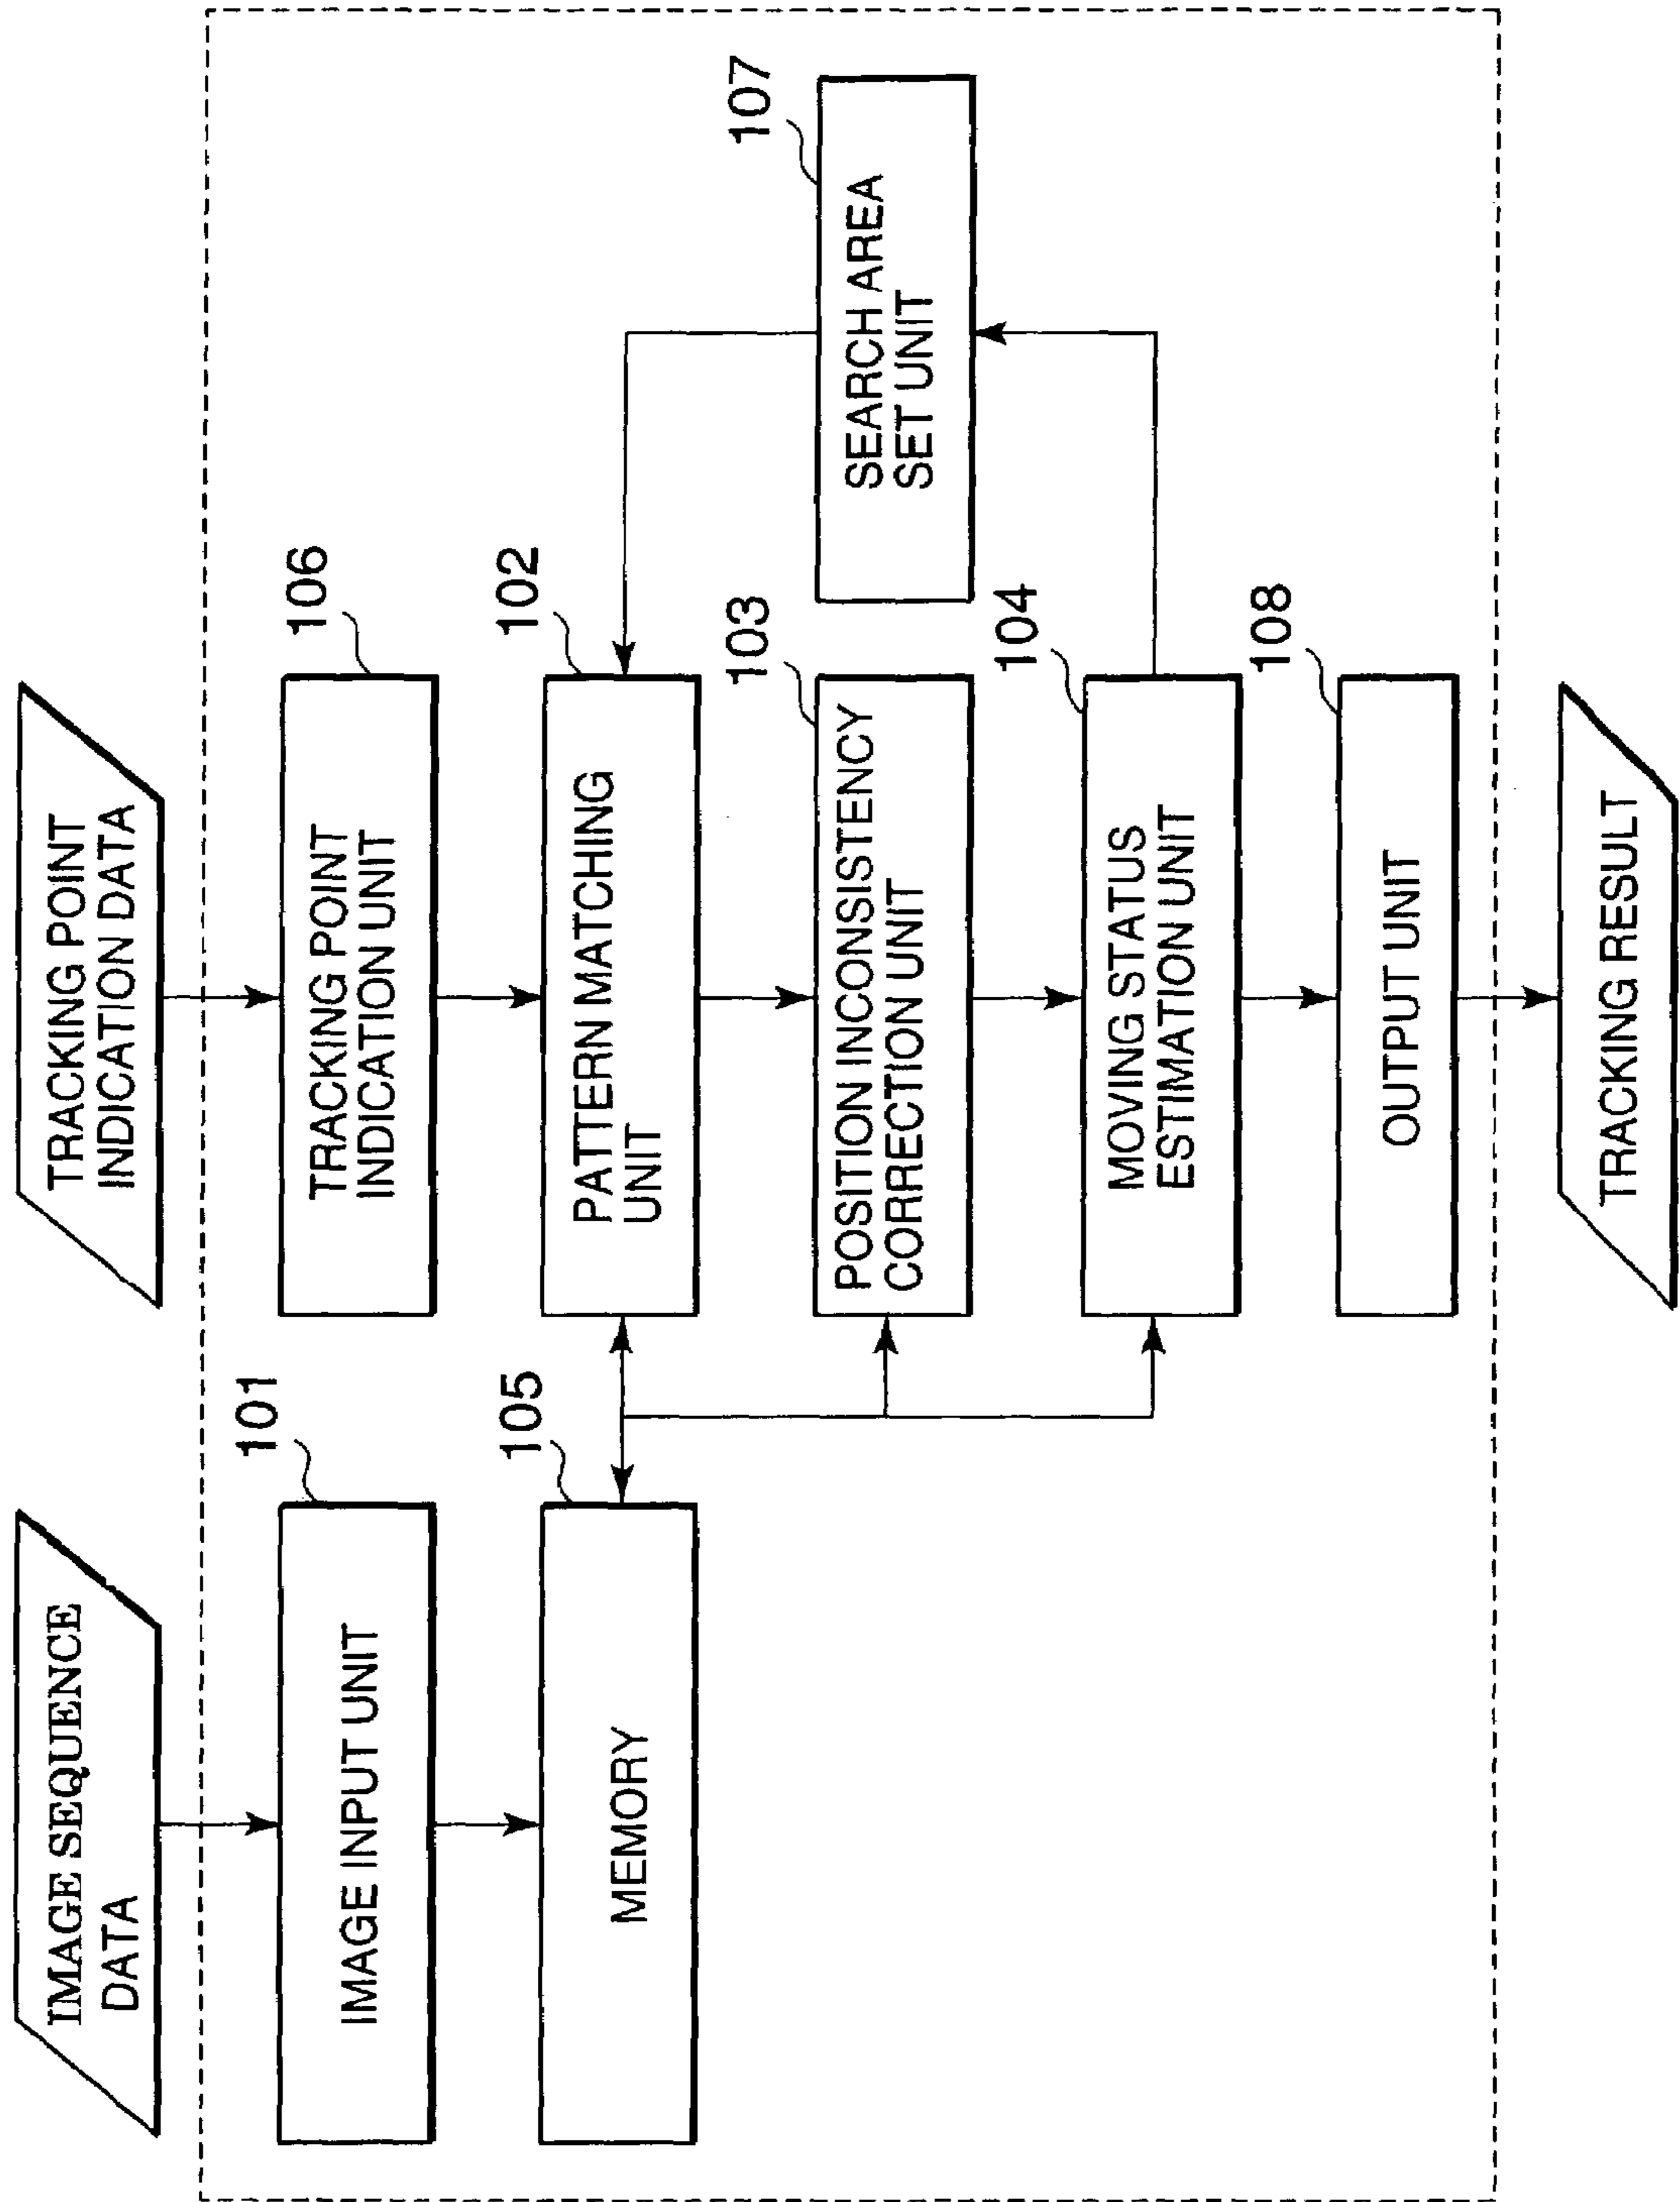 IMAGE SEQUENCE
DATA
TRACKING POINT
INDICATION DATA
101
IMAGE INPUT UNIT
106
TRACKING POINT
INDICATION UNIT
105
MEMORY
102
PATTERN MATCHING
UNIT
107
SEARCH AREA
SET UNIT
103
POSITION INCONSISTENCY
CORRECTION UNIT
104
MOVING STATUS
ESTIMATION UNIT
108
OUTPUT UNIT
TRACKING RESULT